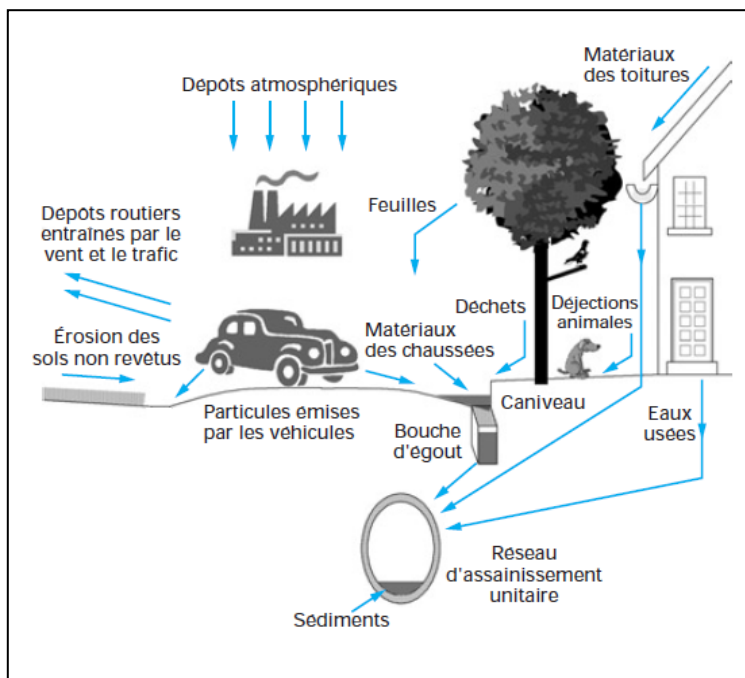 Matériaux
des toitures
Dépôts atmosphériques
Feuilles
Dépôts routiers
entraînés par le
vent et le trafic
Déchets
Déjections
animales
Érosion des
sols non revêtus
Matériaux
des chaussées
Particules émises
par les véhicules
Caniveau
Bouche
d'égout
Eaux
usées
Réseau
d'assainissement
unitaire
Sédiments